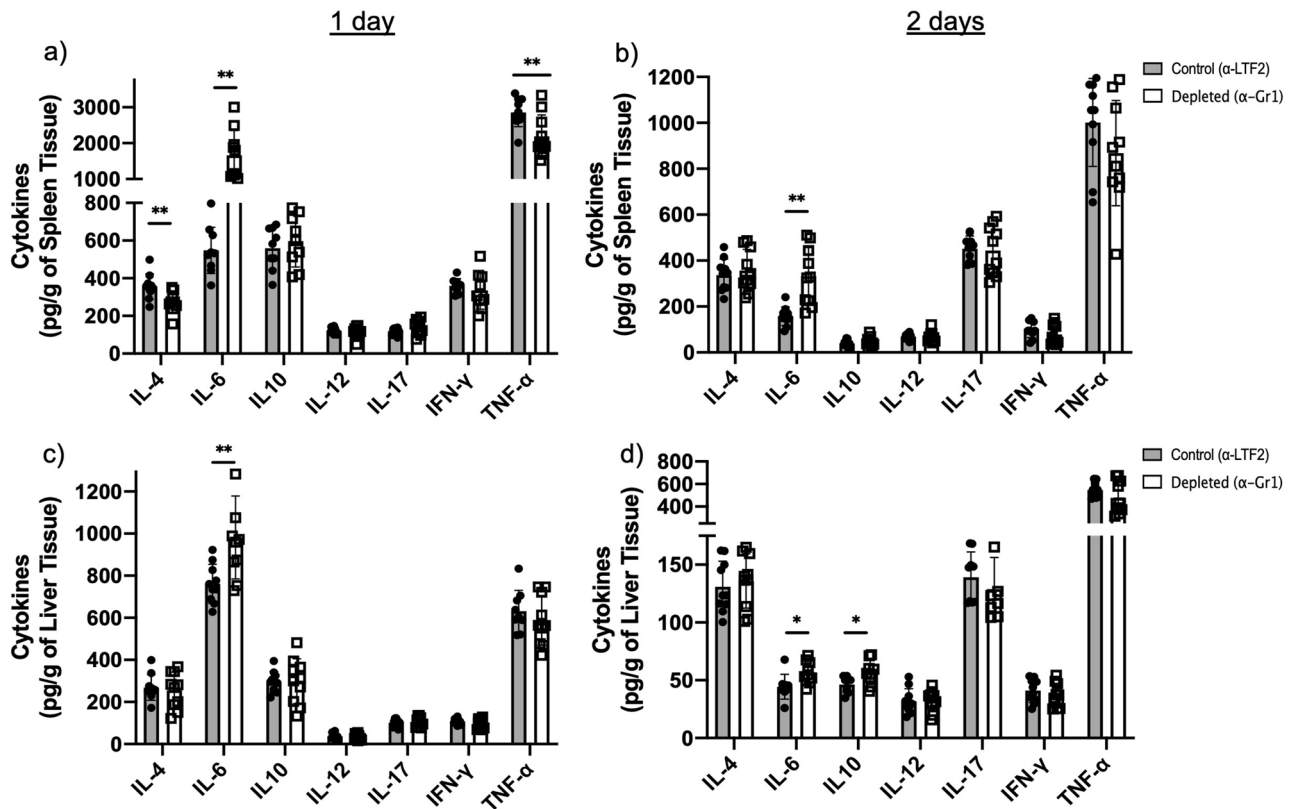 1 day
2 days
a)
Cytokines
(pg/g of Spleen Tissue)
3000
2000
1000
800
600
400
200
0
**
**
**
IL-4
IL-6
IL10
IL-12
IL-17
IFN-γ
TNF-α
b)
Cytokines
(pg/g of Spleen Tissue)
1200
1000
800
600
400
200
0
**
IL-4
IL-6
IL10
IL-12
IL-17
IFN-γ
TNF-α
Control (α-LTF2)
Depleted (α-Gr1)
c)
Cytokines
(pg/g of Liver Tissue)
1200
1000
800
600
400
200
0
**
IL-4
IL-6
IL10
IL-12
IL-17
IFN-γ
TNF-α
d)
Cytokines
(pg/g of Liver Tissue)
800
600
400
150
100
50
0
*
*
IL-4
IL-6
IL10
IL-12
IL-17
IFN-γ
TNF-α
Control (α-LTF2)
Depleted (α-Gr1)